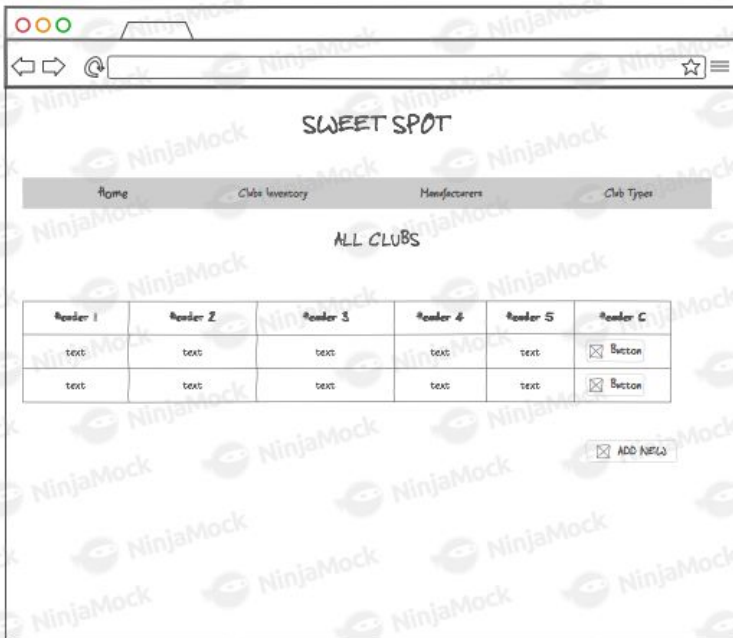 SWEET SPOT
Home Clubs Inventory Manufacturers Club Types
ALL CLUBS
Header 1 Header 2 Header 3 Header 4 Header 5 Header 6
text text text text text Button
text text text text text Button
ADD NEW
NinjaMock